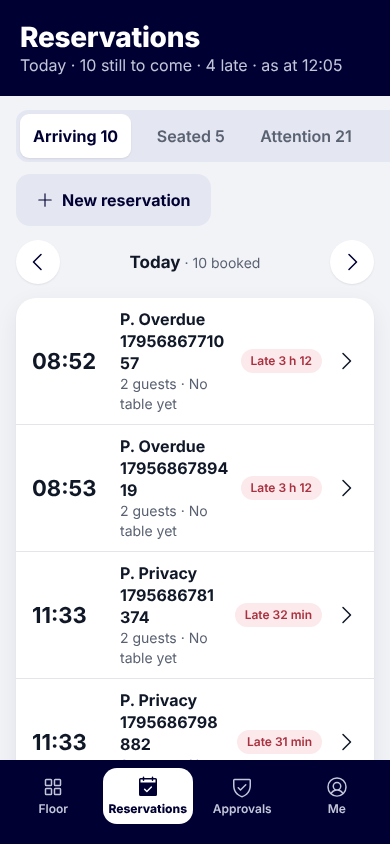 Reservations
Today · 10 still to come · 4 late · as at 12:05
Arriving 10
Seated 5
Attention 21
+ New reservation
Today · 10 booked
08:52
P. Overdue
17956867710
57
2 guests · No
table yet
Late 3 h 12
08:53
P. Overdue
17956867894
19
2 guests · No
table yet
Late 3 h 12
11:33
P. Privacy
1795686781
374
2 guests · No
table yet
Late 32 min
11:33
P. Privacy
1795686798
882
Late 31 min
Floor
Reservations
Approvals
Me